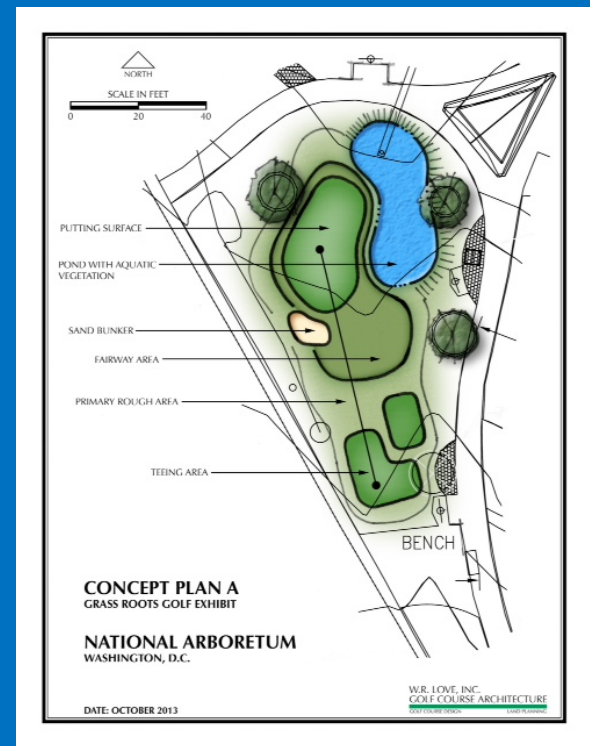 NORTH
SCALE IN FEET
0 20 40
PUTTING SURFACE
POND WITH AQUATIC
VEGETATION
SAND BUNKER
FAIRWAY AREA
PRIMARY ROUGH AREA
TEEING AREA
BENCH
CONCEPT PLAN A
GRASS ROOTS GOLF EXHIBIT
NATIONAL ARBORETUM
WASHINGTON, D.C.
DATE: OCTOBER 2013
W.R. LOVE, INC.
GOLF COURSE ARCHITECTURE
GOLF COURSE DESIGN LAND PLANNING